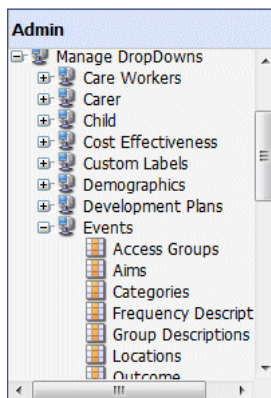 Admin
Manage DropDowns
Care Workers
Carer
Child
Cost Effectiveness
Custom Labels
Demographics
Development Plans
Events
Access Groups
Aims
Categories
Frequency Descript
Group Descriptions
Locations
Outcome